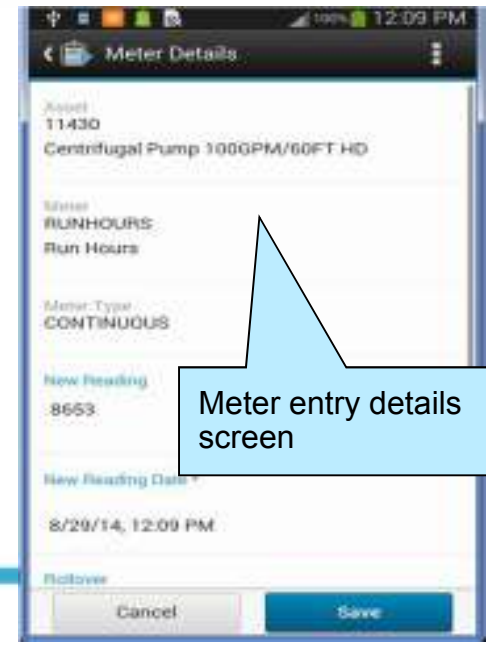 100% 12:09 PM
Meter Details
Asset
11430
Centrifugal Pump 100GPM/60FT HD
Meter
RUNHOURS
Run Hours
Meter Type
CONTINUOUS
New Reading
8653
Meter entry details
screen
New Reading Date *
8/29/14, 12:09 PM
Rollover
Cancel
Save